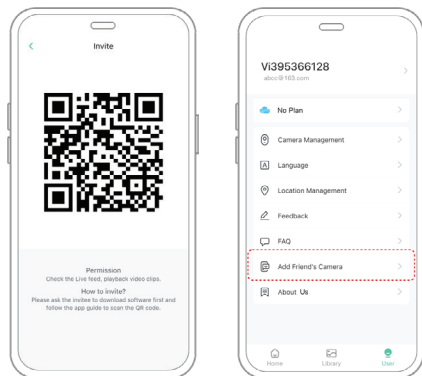 Invite
Permission
Check the Live feed, playback video clips.
How to invite?
Please ask the invitee to download software first and
follow the app guide to scan the QR code.
Vi395366128
abcc@163.com
No Plan
Camera Management
A Language
Location Management
Feedback
FAQ
Add Friend's Camera
About Us
Home
Library
User